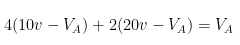 4(10v − V_A) + 2(20v − V_A) = V_A